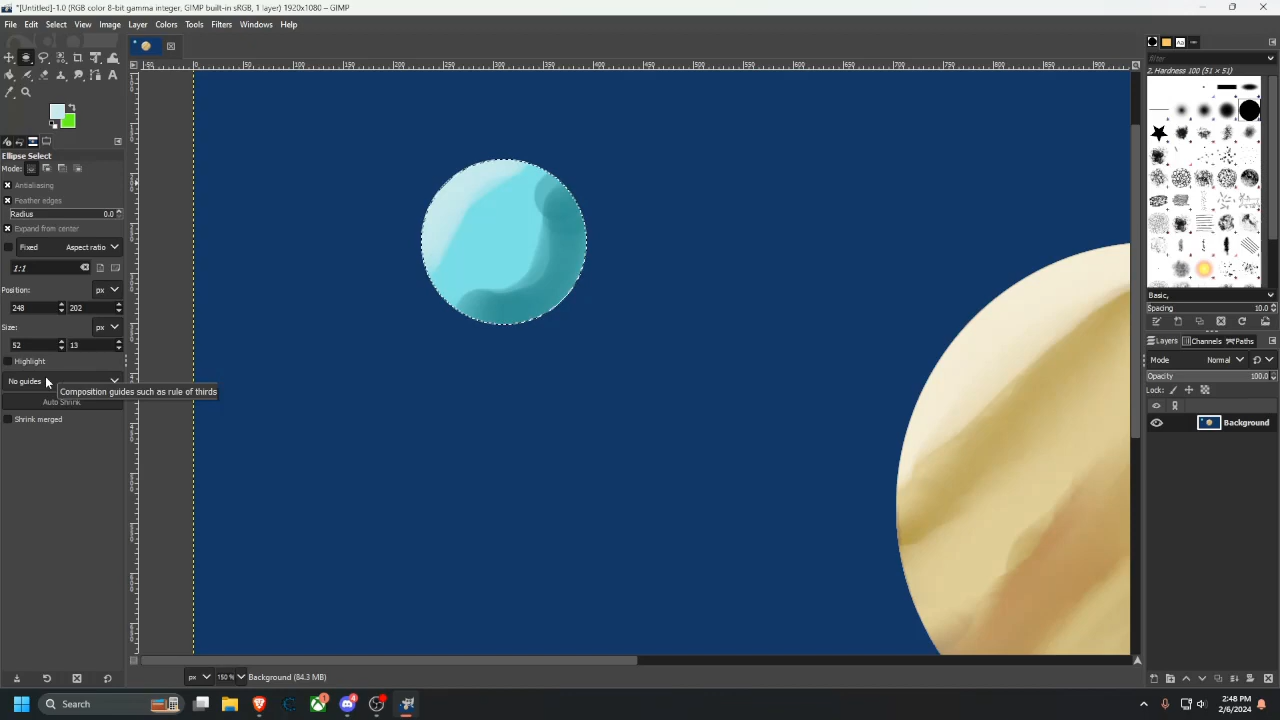 *[Untitled]-1.0 (RGB color 8-bit gamma integer, GIMP built-in sRGB, 1 layer) 1920x1080 – GIMP
File Edit Select View Image Layer Colors Tools Filters Windows Help
filter
2. Hardness 100 (51 × 51)
Ellipse Select
Mode:
Antialiasing
Feather edges
Radius 0.0
Expand from center
Fixed Aspect ratio
1:1
Position: px
248 202
Size: px
52 13
Highlight
No guides
Composition guides such as rule of thirds
Auto Shrink
Shrink merged
Basic,
Spacing 10.0
Layers Channels Paths
Mode Normal
Opacity 100.0
Lock:
Background
px 150 % Background (84.3 MB)
Search
1
4
2:48 PM
2/6/2024